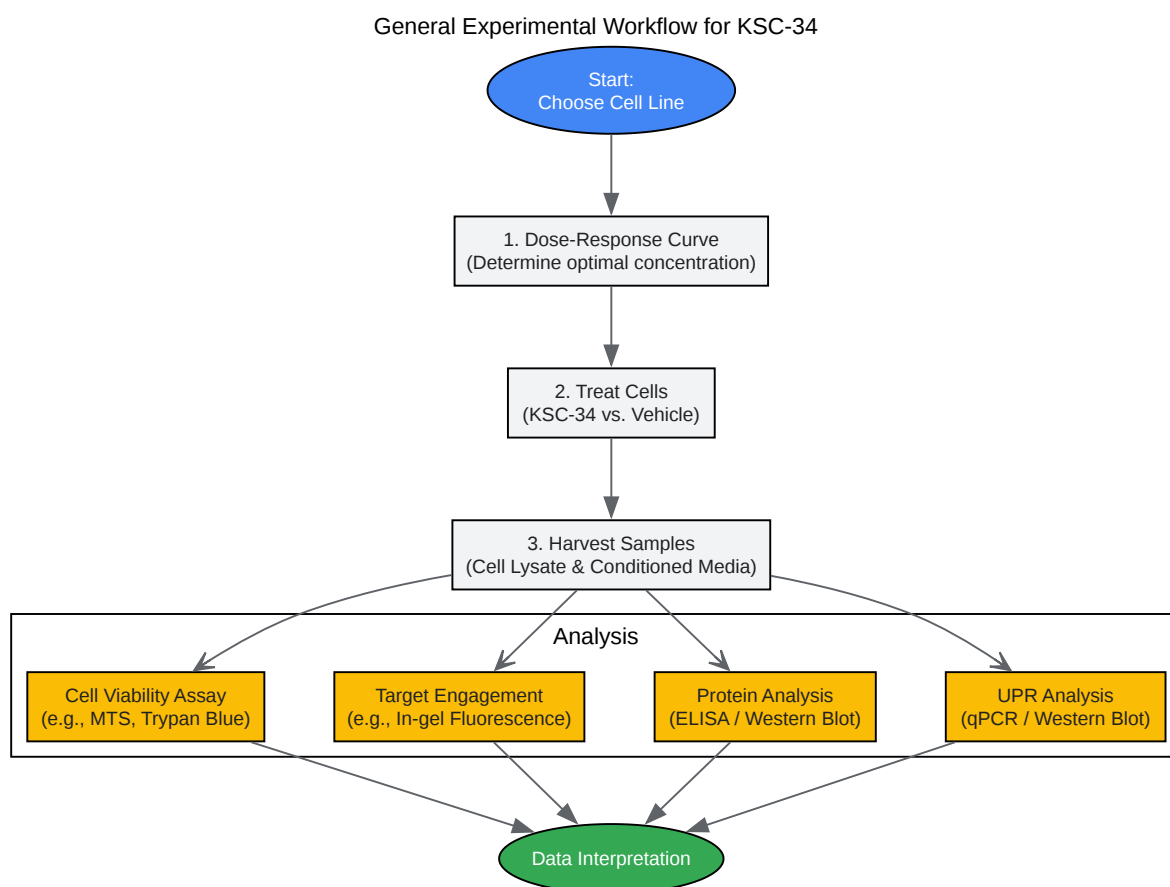 General Experimental Workflow for KSC-34
Start:
Choose Cell Line
1. Dose-Response Curve
(Determine optimal concentration)
2. Treat Cells
(KSC-34 vs. Vehicle)
3. Harvest Samples
(Cell Lysate & Conditioned Media)
Analysis
Cell Viability Assay
(e.g., MTS, Trypan Blue)
Target Engagement
(e.g., In-gel Fluorescence)
Protein Analysis
(ELISA / Western Blot)
UPR Analysis
(qPCR / Western Blot)
Data Interpretation